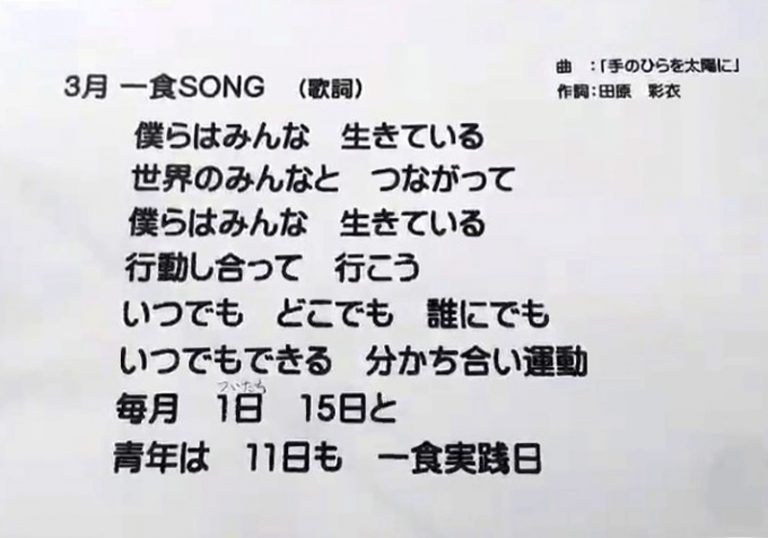 3月 一食SONG (歌詞)
曲 :「手のひらを太陽に」
作詞:田原 彩衣
僕らはみんな 生きている
世界のみんなと つながって
僕らはみんな 生きている
行動し合って 行こう
いつでも どこでも 誰にでも
いつでもできる 分かち合い運動
ついたち
毎月 1日 15日と
青年は 11日も 一食実践日